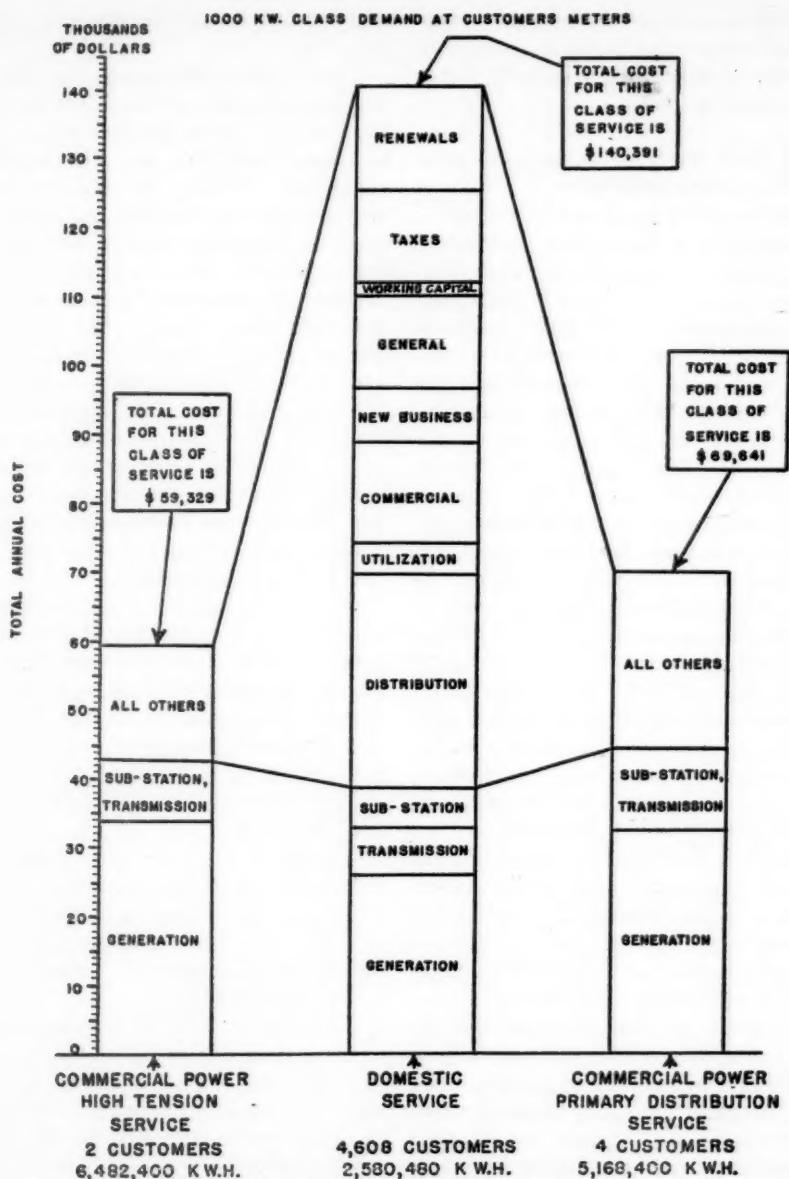 1000 KW. CLASS DEMAND AT CUSTOMERS METERS
THOUSANDS
OF DOLLARS
TOTAL ANNUAL COST
140
130
120
110
100
90
80
70
60
50
40
30
20
10
0
TOTAL COST
FOR THIS
CLASS OF
SERVICE IS
$ 59,329
ALL OTHERS
SUB-STATION,
TRANSMISSION
GENERATION
TOTAL COST
FOR THIS
CLASS OF
SERVICE IS
$140,391
RENEWALS
TAXES
WORKING CAPITAL
GENERAL
NEW BUSINESS
COMMERCIAL
UTILIZATION
DISTRIBUTION
SUB-STATION
TRANSMISSION
GENERATION
TOTAL COST
FOR THIS
CLASS OF
SERVICE IS
$69,641
ALL OTHERS
SUB-STATION,
TRANSMISSION
GENERATION
COMMERCIAL POWER
HIGH TENSION
SERVICE
2 CUSTOMERS
6,482,400 K W.H.
DOMESTIC
SERVICE
4,608 CUSTOMERS
2,580,480 K W.H.
COMMERCIAL POWER
PRIMARY DISTRIBUTION
SERVICE
4 CUSTOMERS
5,168,400 K W.H.